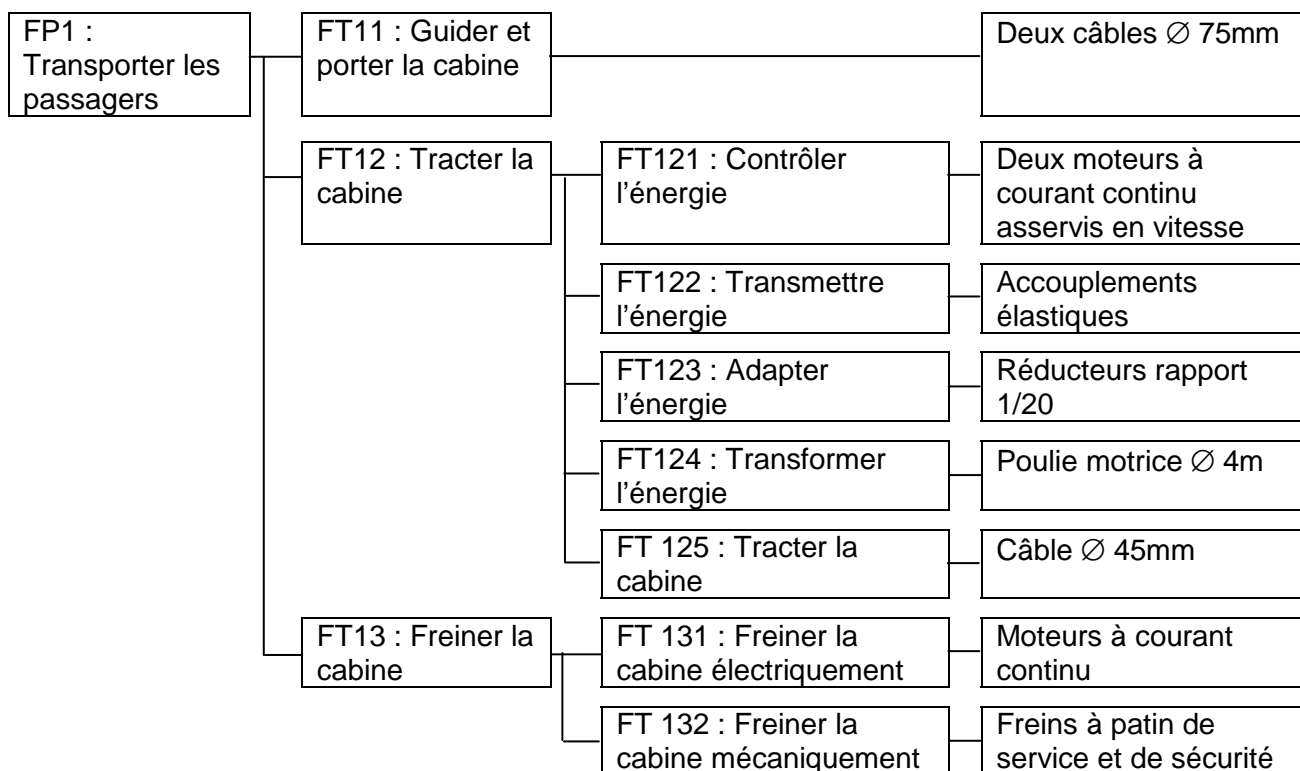 FP1 :
Transporter les
passagers
FT11 : Guider et
porter la cabine
Deux câbles ∅ 75mm
FT12 : Tracter la
cabine
FT121 : Contrôler
l’énergie
Deux moteurs à
courant continu
asservis en vitesse
FT122 : Transmettre
l’énergie
Accouplements
élastiques
FT123 : Adapter
l’énergie
Réducteurs rapport
1/20
FT124 : Transformer
l’énergie
Poulie motrice ∅ 4m
FT 125 : Tracter la
cabine
Câble ∅ 45mm
FT13 : Freiner la
cabine
FT 131 : Freiner la
cabine électriquement
Moteurs à courant
continu
FT 132 : Freiner la
cabine mécaniquement
Freins à patin de
service et de sécurité